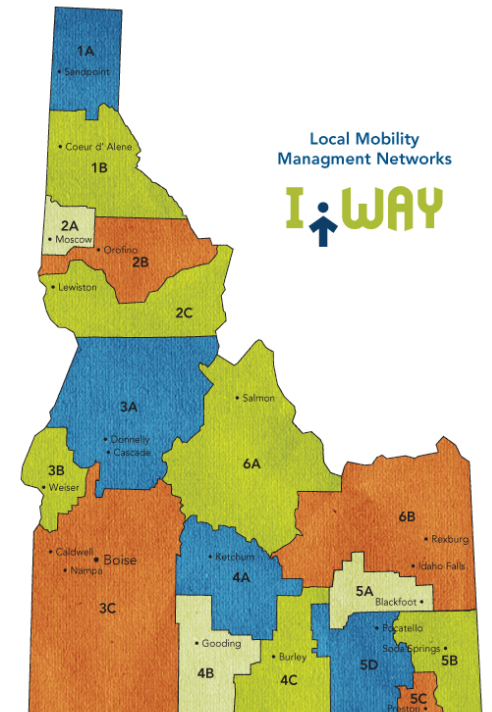 1A
Sandpoint
Coeur d' Alene
1B
Local Mobility
Managment Networks
I WAY
2A
Moscow
Orofino
2B
Lewiston
2C
3A
Donnelly
Cascade
Salmon
6A
3B
Weiser
6B
Rexburg
Idaho Falls
Caldwell
Boise
Nampa
3C
Ketchum
4A
5A
Blackfoot
Pocatello
Gooding
4B
Burley
4C
Soda Springs
5B
5D
5C
Preston